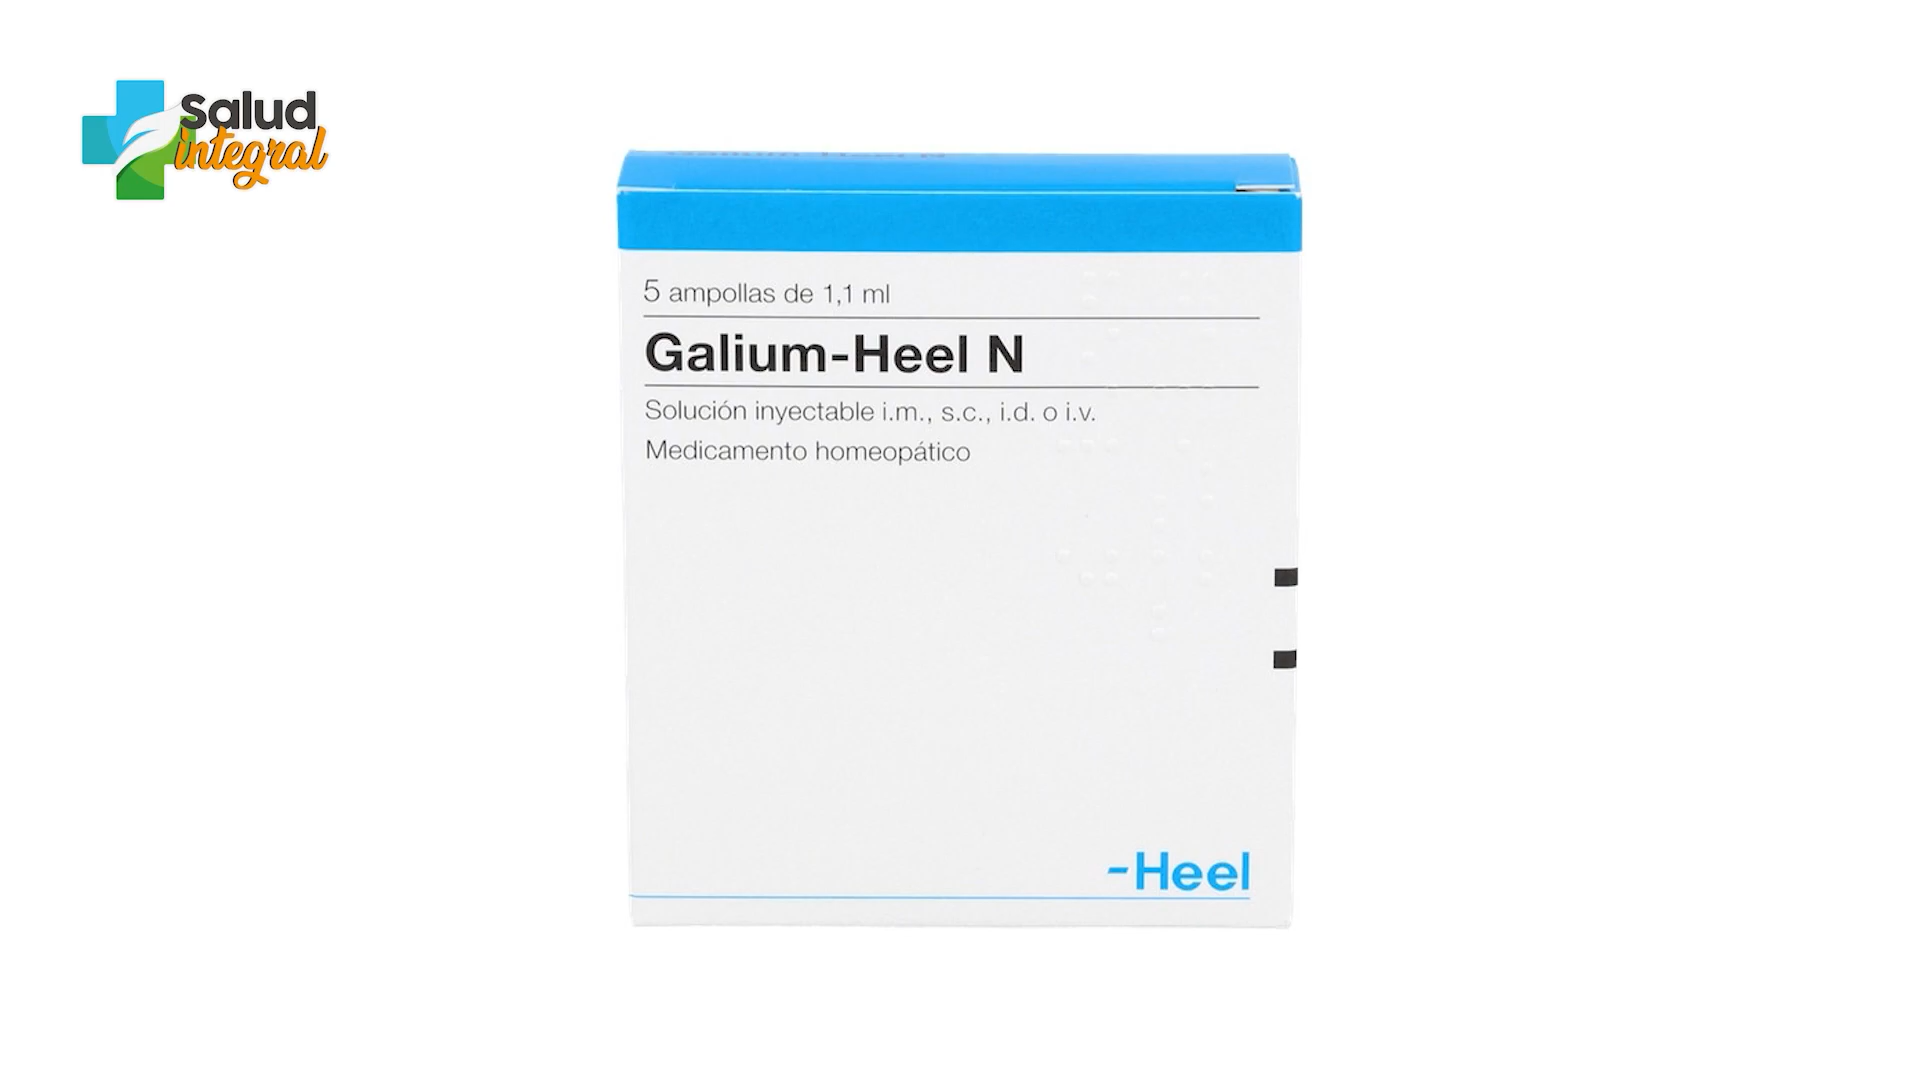 Salud
integral
5 ampollas de 1,1 ml
Galium-Heel N
Solución inyectable i.m., s.c., i.d. o i.v.
Medicamento homeopático
-Heel